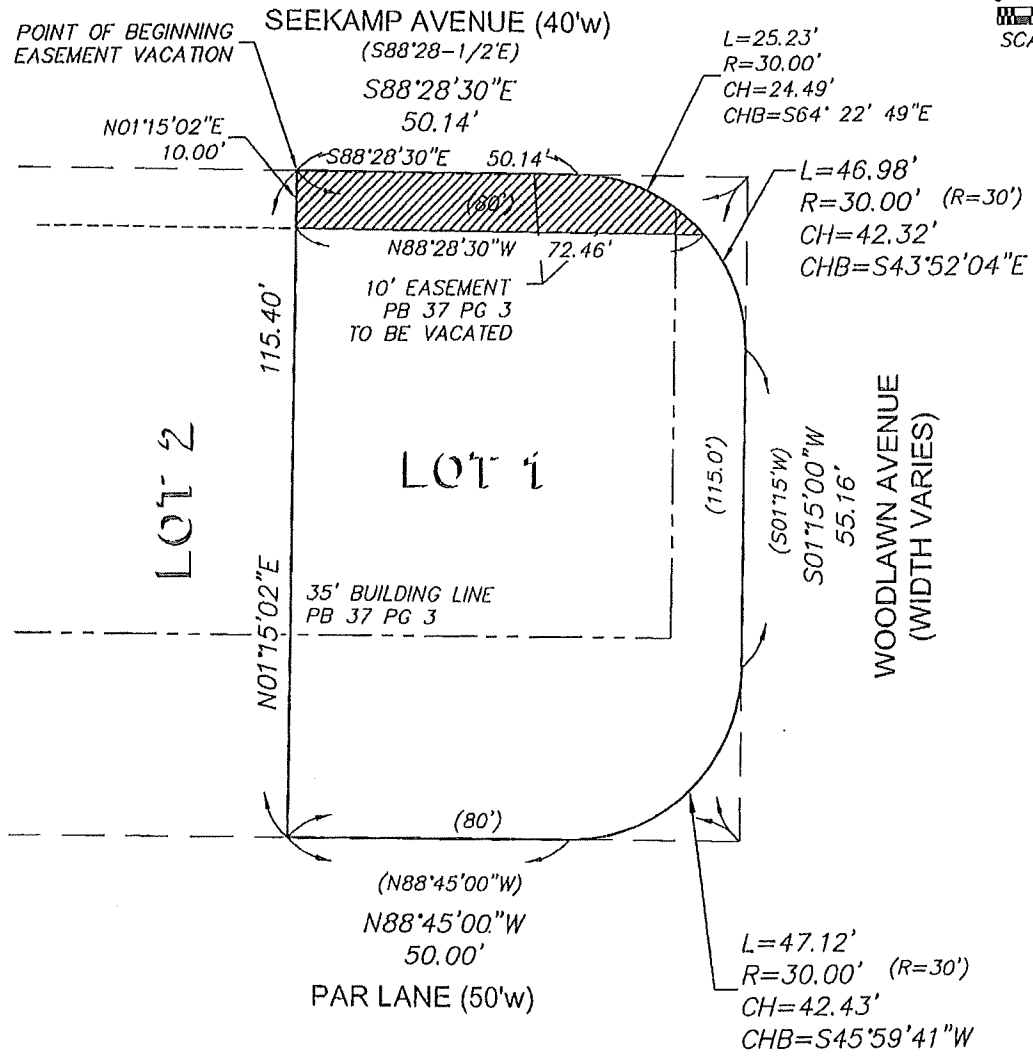 SEEKAMP AVENUE (40'w)
(S88°28-1/2'E)
S88°28'30"E
50.14'
POINT OF BEGINNING
EASEMENT VACATION
N01°15'02"E
10.00'
L=25.23'
R=30.00'
CH=24.49'
CHB=S64° 22' 49"E
SCA
S88°28'30"E 50.14'
(80')
N88°28'30"W 72.46'
10' EASEMENT
PB 37 PG 3
TO BE VACATED
L=46.98'
R=30.00' (R=30')
CH=42.32'
CHB=S43°52'04"E
115.40'
N01°15'02"E
LOT 2
LOT 1
(115.0')
(S01°15'W)
S01°15'00"W
55.16'
WOODLAWN AVENUE
(WIDTH VARIES)
35' BUILDING LINE
PB 37 PG 3
(80')
(N88°45'00"W)
N88°45'00"W
50.00'
PAR LANE (50'w)
L=47.12'
R=30.00' (R=30')
CH=42.43'
CHB=S45°59'41"W